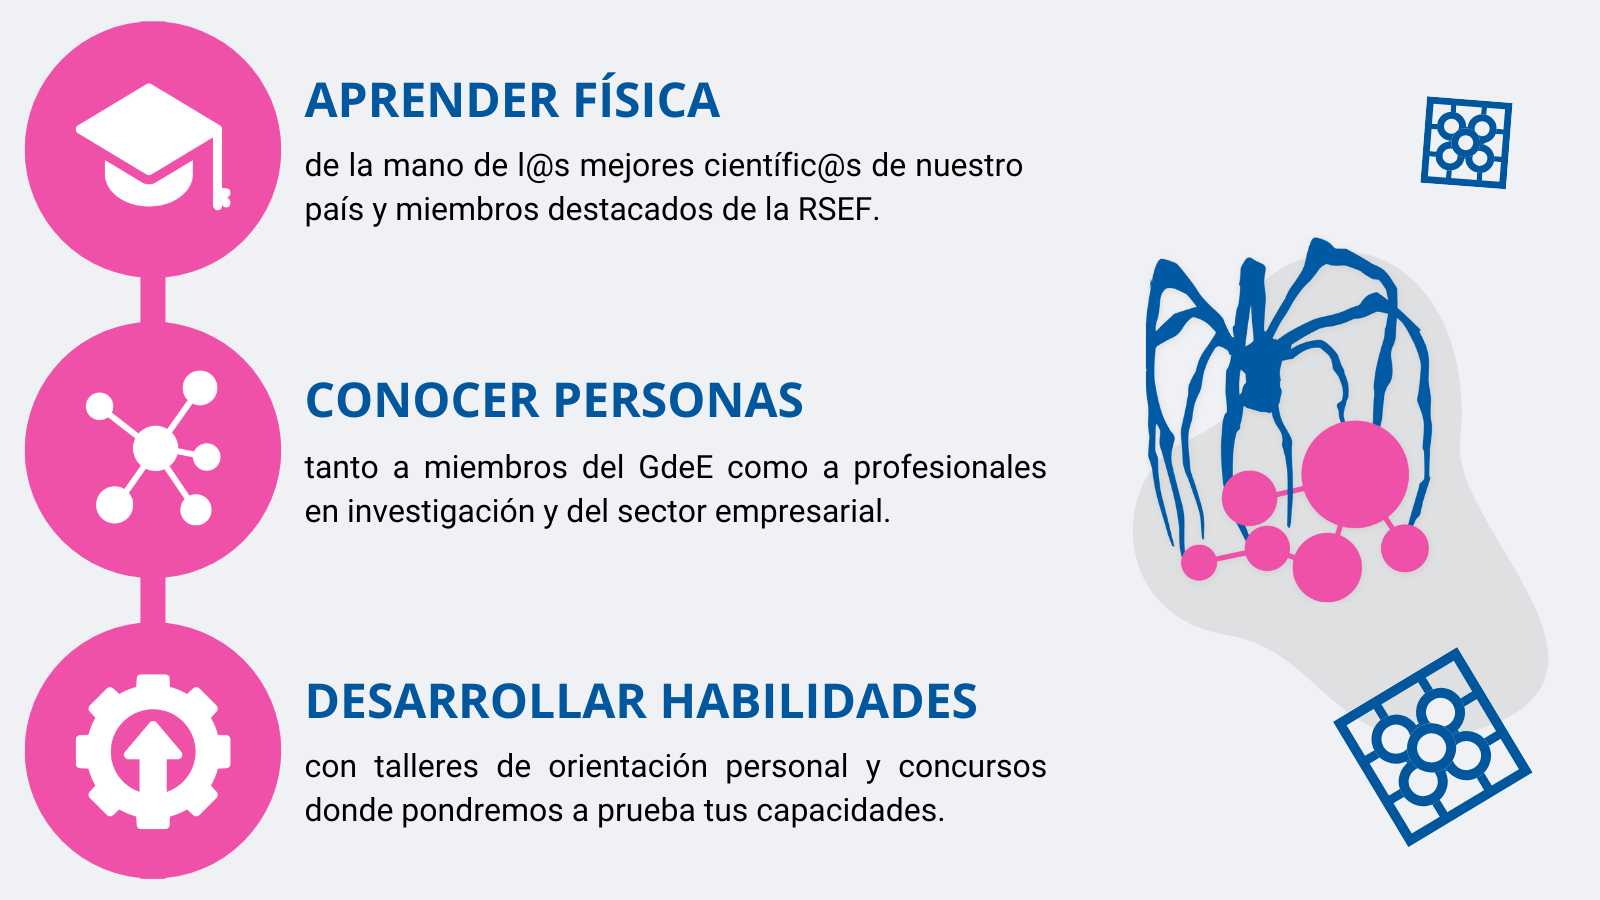 APRENDER FÍSICA
de la mano de l@s mejores científic@s de nuestro
país y miembros destacados de la RSEF.
CONOCER PERSONAS
tanto a miembros del GdeE como a profesionales
en investigación y del sector empresarial.
DESARROLLAR HABILIDADES
con talleres de orientación personal y concursos
donde pondremos a prueba tus capacidades.